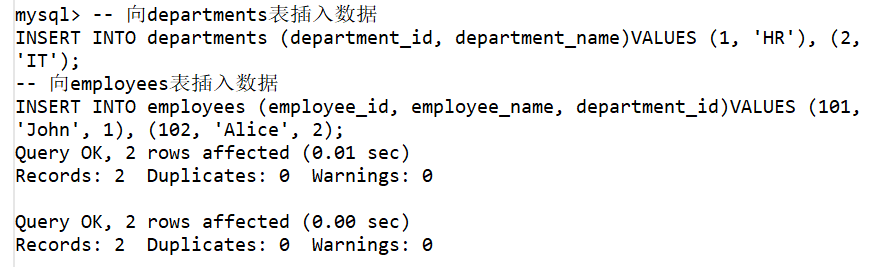 mysql> -- 向departments表插入数据
INSERT INTO departments (department_id, department_name)VALUES (1, 'HR'), (2,
'IT');
-- 向employees表插入数据
INSERT INTO employees (employee_id, employee_name, department_id)VALUES (101,
'John', 1), (102, 'Alice', 2);
Query OK, 2 rows affected (0.01 sec)
Records: 2  Duplicates: 0  Warnings: 0

Query OK, 2 rows affected (0.00 sec)
Records: 2  Duplicates: 0  Warnings: 0